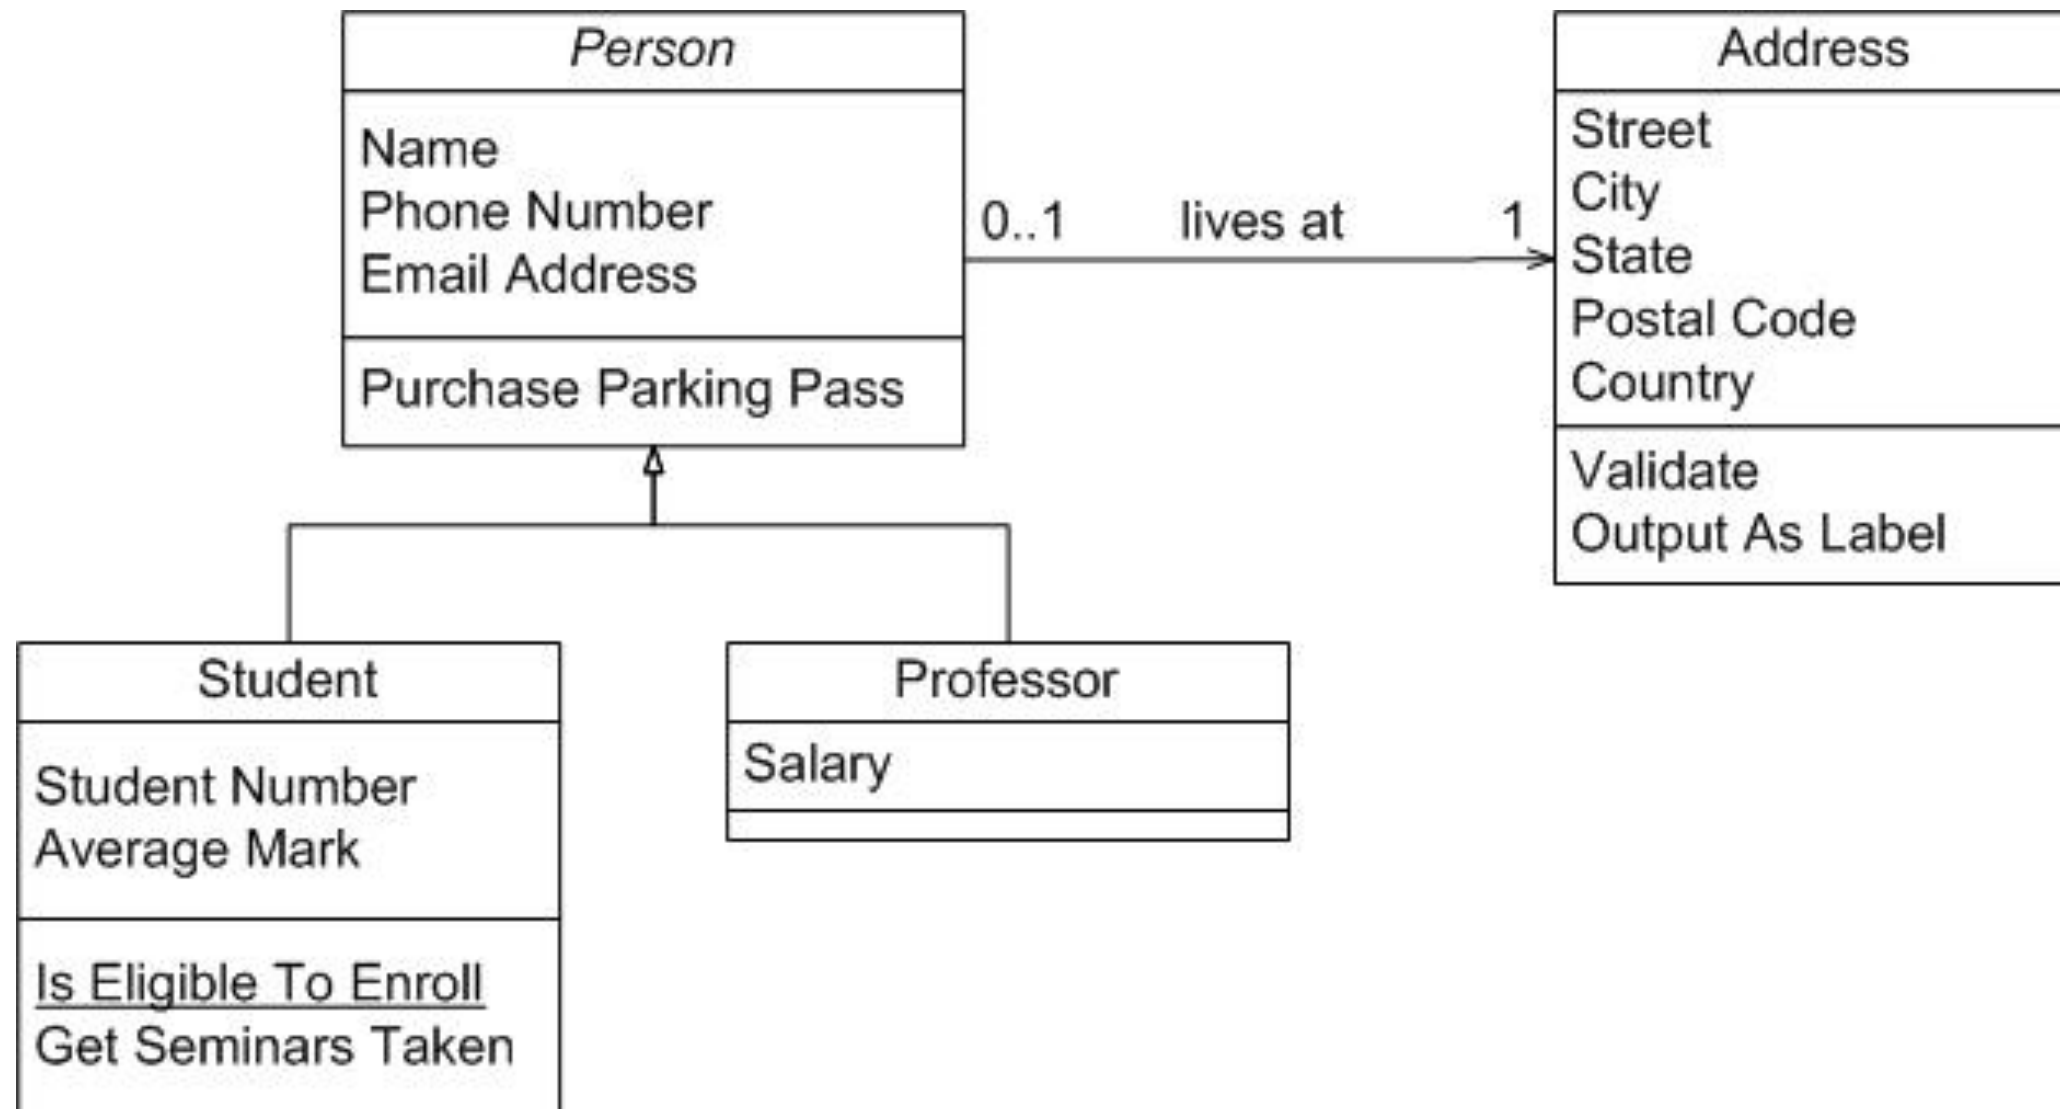 Person
Name
Phone Number
Email Address
Purchase Parking Pass
0..1 lives at 1
Address
Street
City
State
Postal Code
Country
Validate
Output As Label
Student
Student Number
Average Mark
Is Eligible To Enroll
Get Seminars Taken
Professor
Salary